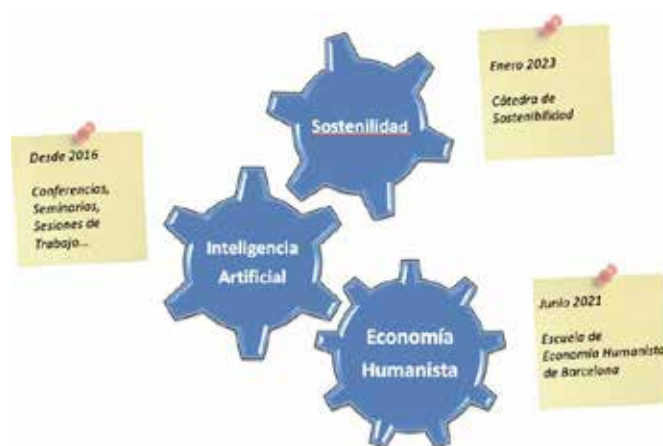 Enero 2023
Cátedra de
Sostenibilidad
Sostenilidad
Desde 2016
Conferencias,
Seminarios,
Sesiones de
Trabajo...
Inteligencia
Artificial
Junio 2021
Escuela de
Economía Humanista
de Barcelona
Economía
Humanista